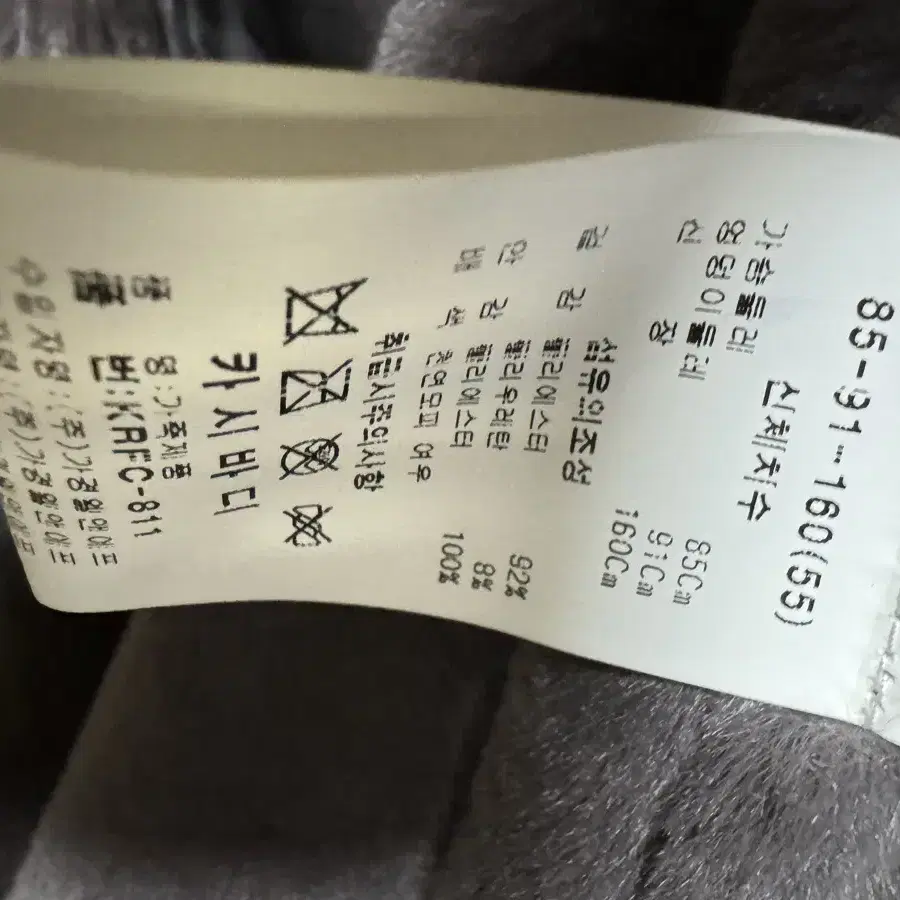 85-91-160(55)
신체치수
가슴둘레 85Cm
엉덩이둘레 91Cm
신 장 160Cm
섬유의조성
겉 감 폴리에스터 92%
폴리우레탄 8%
안 감 폴리에스터 100%
배 색 천연모피 여우
취급시주의사항
카시바디
품 명:가죽제품
품 번:KAFC-811